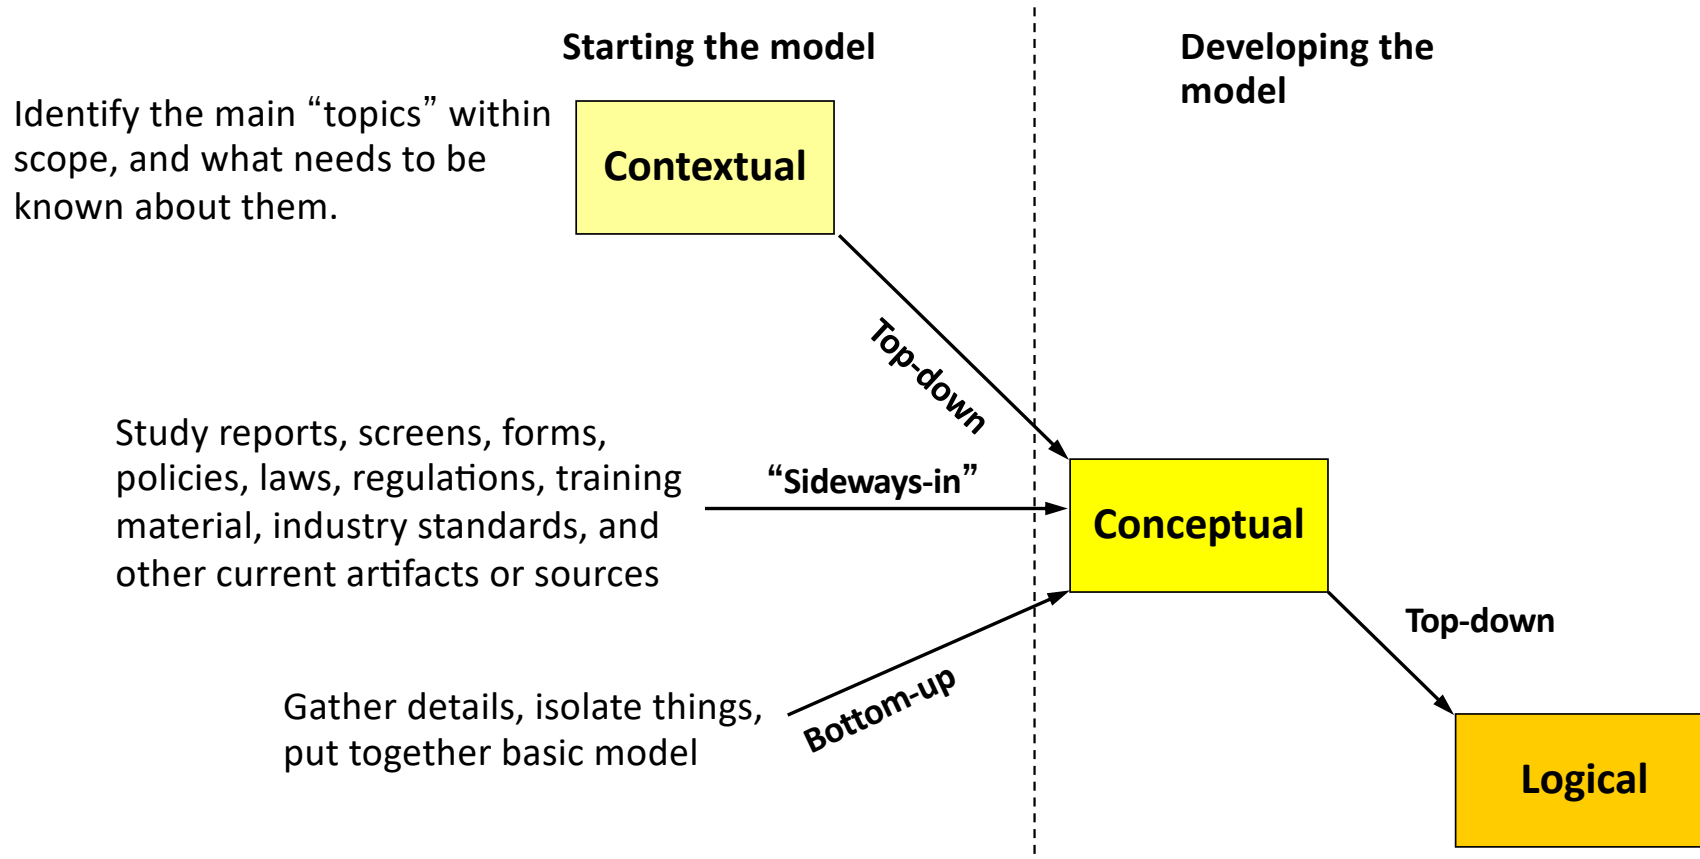 Starting the model
Developing the
model
Identify the main “topics” within
scope, and what needs to be
known about them.
Contextual
Top-down
Study reports, screens, forms,
policies, laws, regulations, training
material, industry standards, and
other current artifacts or sources
“Sideways-in”
Conceptual
Top-down
Gather details, isolate things,
put together basic model
Bottom-up
Logical